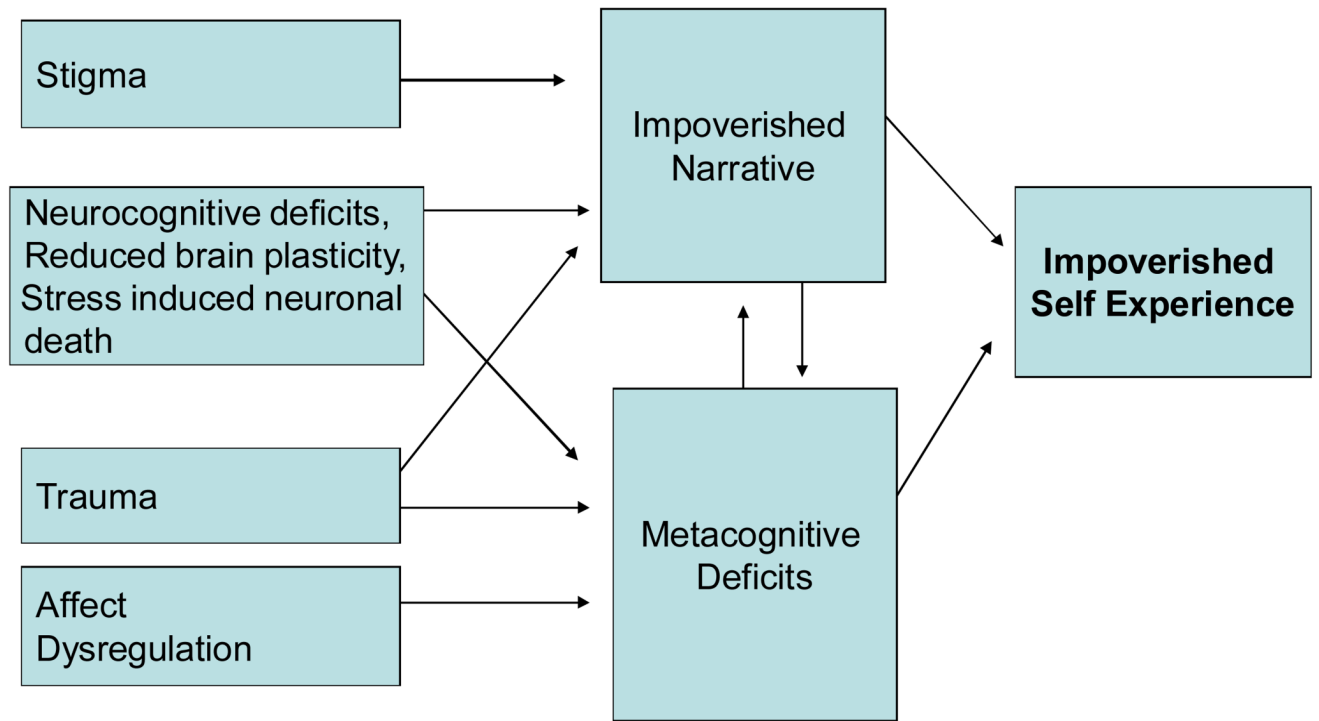 Stigma
Neurocognitive deficits,
Reduced brain plasticity,
Stress induced neuronal
death
Trauma
Affect
Dysregulation
Impoverished
Narrative
Metacognitive
Deficits
Impoverished
Self Experience